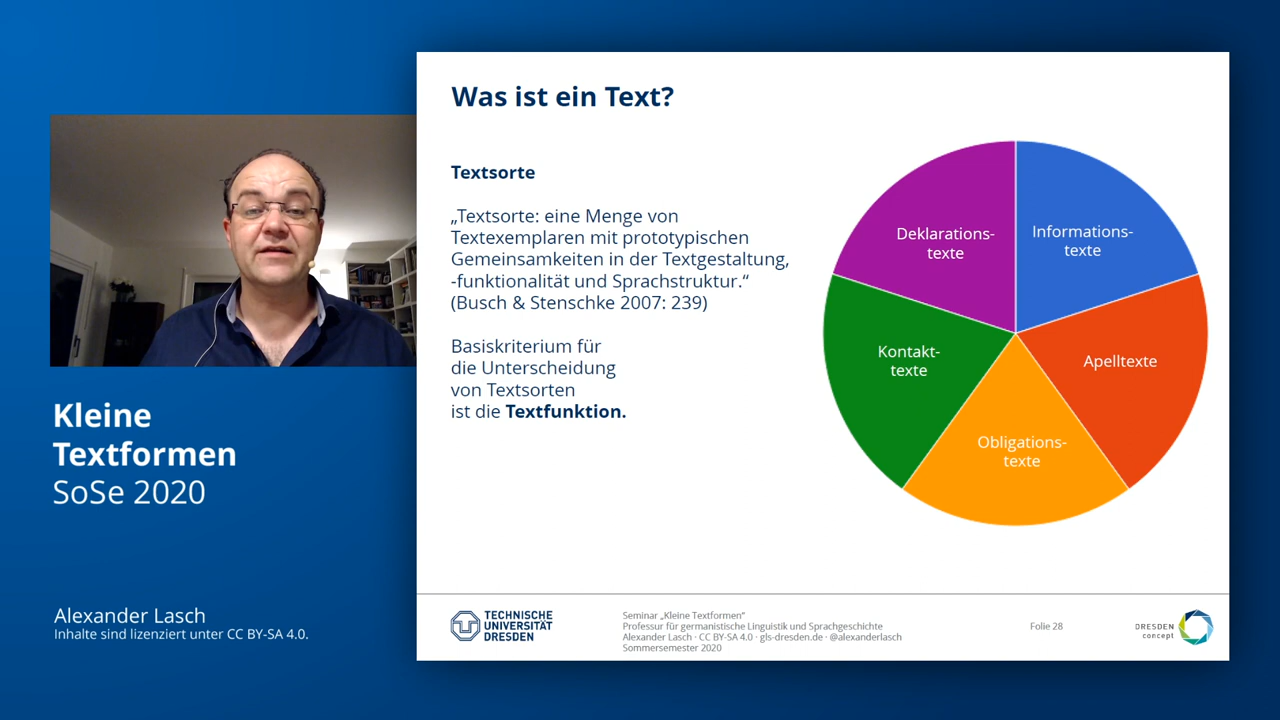 Was ist ein Text?
Textsorte
„Textsorte: eine Menge von
Textexemplaren mit prototypischen
Gemeinsamkeiten in der Textgestaltung,
-funktionalität und Sprachstruktur.“
(Busch & Stenschke 2007: 239)
Basiskriterium für
die Unterscheidung
von Textsorten
ist die Textfunktion.
Deklarations-
texte
Informations-
texte
Kontakt-
texte
Apelltexte
Obligations-
texte
Kleine
Textformen
SoSe 2020
Alexander Lasch
Inhalte sind lizenziert unter CC BY-SA 4.0.
TECHNISCHE
UNIVERSITÄT
DRESDEN
Seminar „Kleine Textformen“
Professur für germanistische Linguistik und Sprachgeschichte
Alexander Lasch · CC BY-SA 4.0 · gls-dresden.de · @alexanderlasch
Sommersemester 2020
Folie 28
DRESDEN
concept